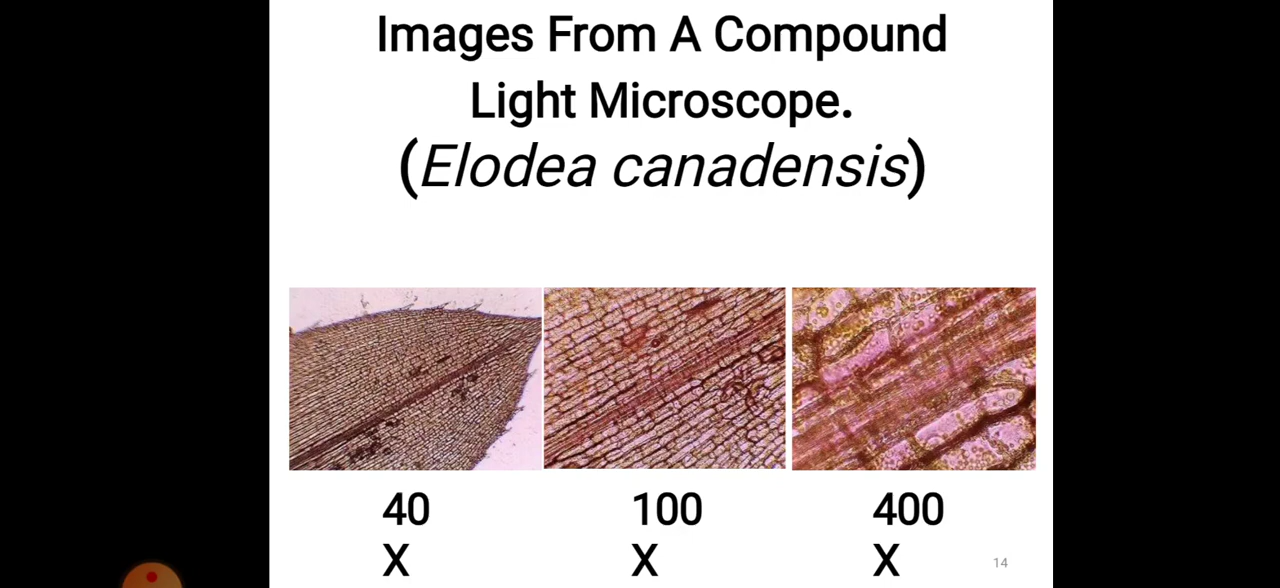 Images From A Compound
Light Microscope.
(Elodea canadensis)
40
X
100
X
400
X
14